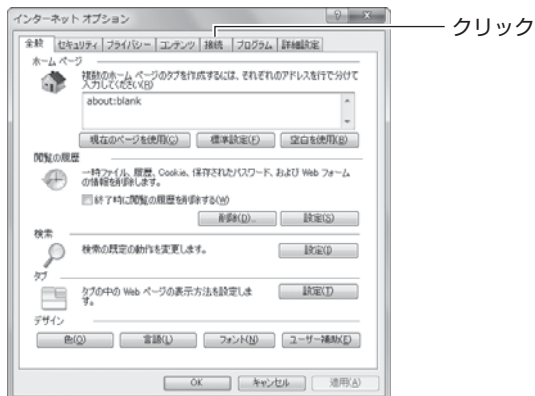 インターネット オプション
クリック
全般 セキュリティ プライバシー コンテンツ 接続 プログラム 詳細設定
ホーム ページ
複数のホーム ページのタブを作成するには、それぞれのアドレスを行で分けて
入力してください(R)
about:blank
現在のページを使用(C) 標準設定(F) 空白を使用(B)
閲覧の履歴
一時ファイル、履歴、Cookie、保存されたパスワード、および Web フォーム
の情報を削除します。
終了時に閲覧の履歴を削除する(W)
削除(D)... 設定(S)
検索
検索の既定の動作を変更します。 設定(I)
タブ
タブの中の Web ページの表示方法を設定しま
す。
設定(T)
デザイン
色(O) 言語(L) フォント(N) ユーザー補助(E)
OK キャンセル 適用(A)